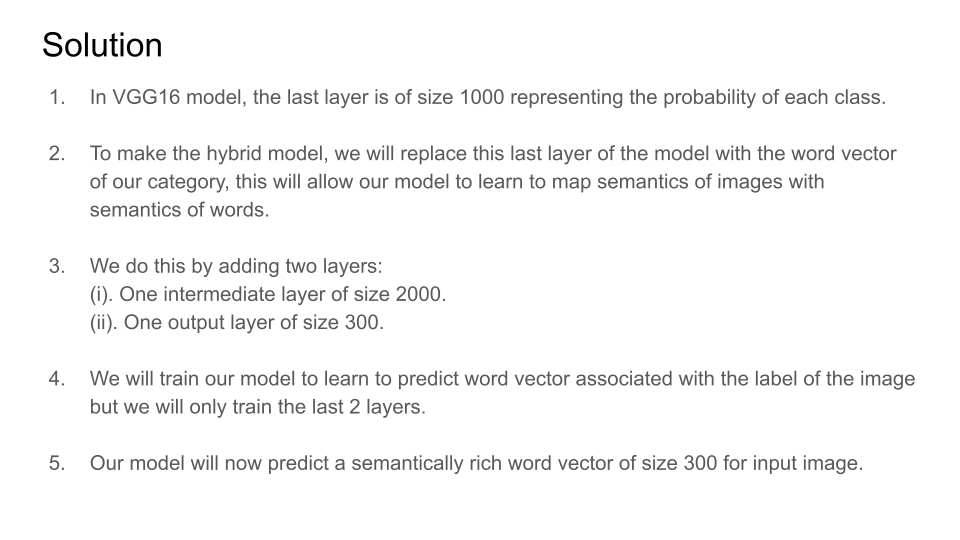 Solution
1. In VGG16 model, the last layer is of size 1000 representing the probability of each class.
2. To make the hybrid model, we will replace this last layer of the model with the word vector
of our category, this will allow our model to learn to map semantics of images with
semantics of words.
3. We do this by adding two layers:
(i). One intermediate layer of size 2000.
(ii). One output layer of size 300.
4. We will train our model to learn to predict word vector associated with the label of the image
but we will only train the last 2 layers.
5. Our model will now predict a semantically rich word vector of size 300 for input image.